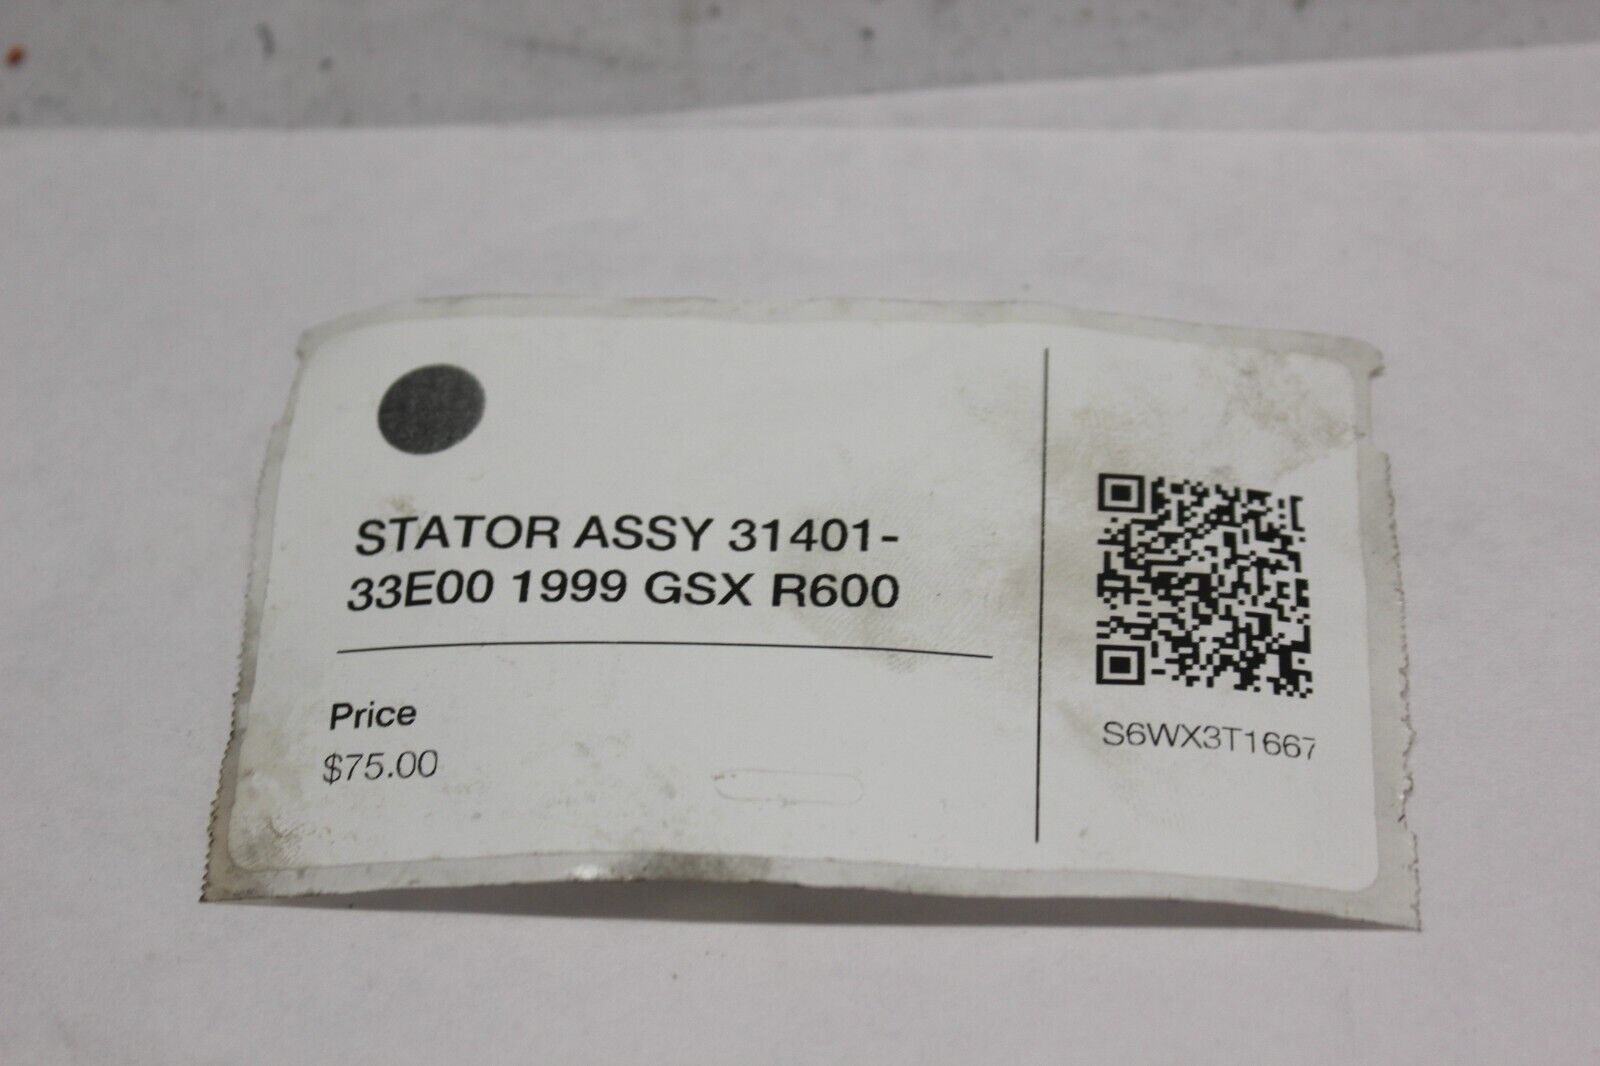 STATOR ASSY 31401-
33E00 1999 GSX R600
Price
$75.00
S6WX3T1667